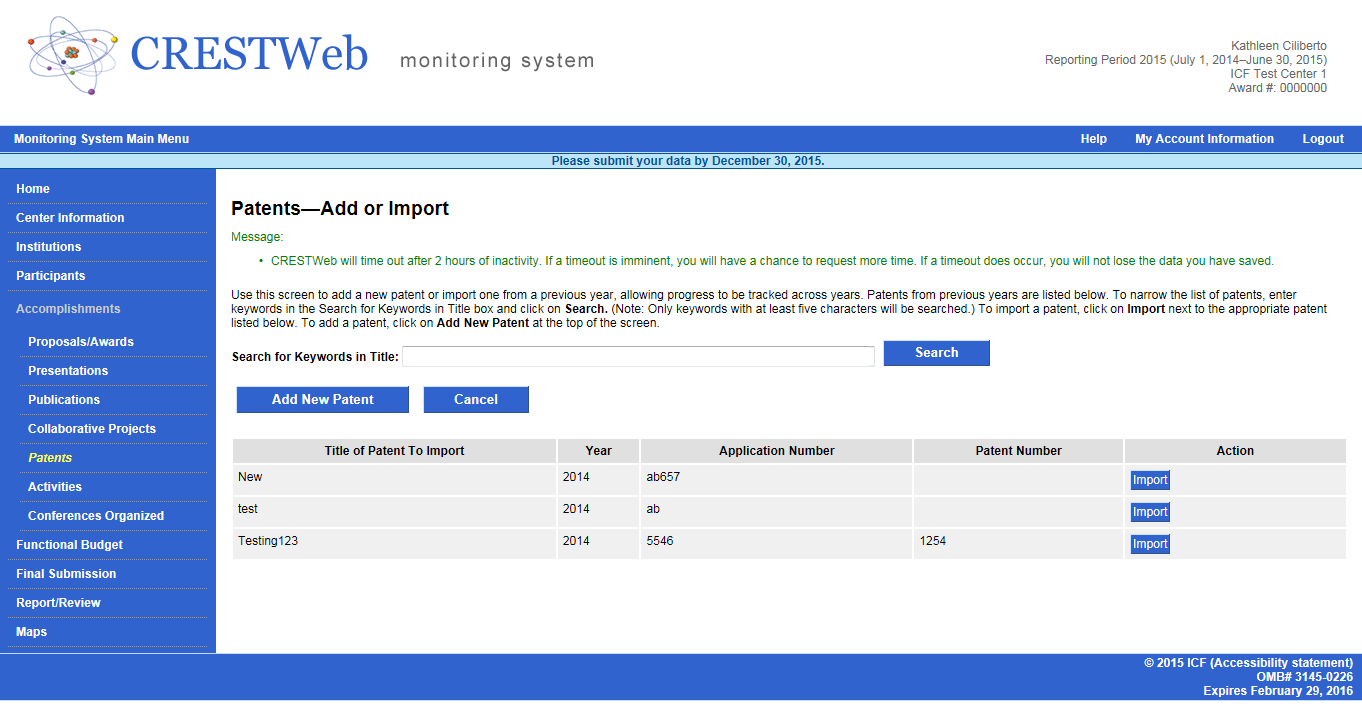 CRESTWeb monitoring system
Kathleen Ciliberto
Reporting Period 2015 (July 1, 2014–June 30, 2015)
ICF Test Center 1
Award #: 0000000
Monitoring System Main Menu
Help My Account Information Logout
Please submit your data by December 30, 2015.
Home
Center Information
Institutions
Participants
Accomplishments
Proposals/Awards
Presentations
Publications
Collaborative Projects
Patents
Activities
Conferences Organized
Functional Budget
Final Submission
Report/Review
Maps
Patents—Add or Import
Message:
• CRESTWeb will time out after 2 hours of inactivity. If a timeout is imminent, you will have a chance to request more time. If a timeout does occur, you will not lose the data you have saved.
Use this screen to add a new patent or import one from a previous year, allowing progress to be tracked across years. Patents from previous years are listed below. To narrow the list of patents, enter
keywords in the Search for Keywords in Title box and click on Search. (Note: Only keywords with at least five characters will be searched.) To import a patent, click on Import next to the appropriate patent
listed below. To add a patent, click on Add New Patent at the top of the screen.
Search for Keywords in Title: Search
Add New Patent Cancel
Title of Patent To Import Year Application Number Patent Number Action
New 2014 ab657 Import
test 2014 ab Import
Testing123 2014 5546 1254 Import
© 2015 ICF (Accessibility statement)
OMB# 3145-0226
Expires February 29, 2016